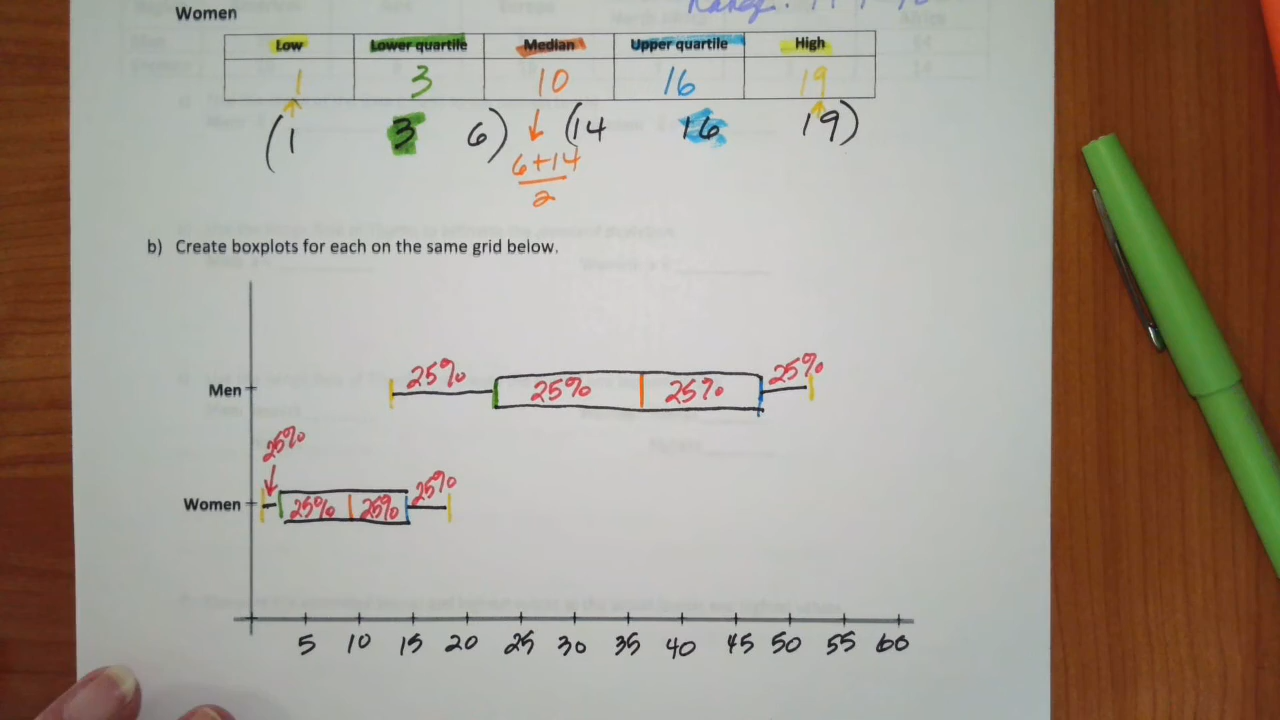 Women
Low Lower quartile Median Upper quartile High
1 3 10 16 19
(1 3 6) (14 16 19)
6+14
2
b) Create boxplots for each on the same grid below.
Men 25% 25% 25% 25%
25%
Women 25% 25% 25%
5 10 15 20 25 30 35 40 45 50 55 60